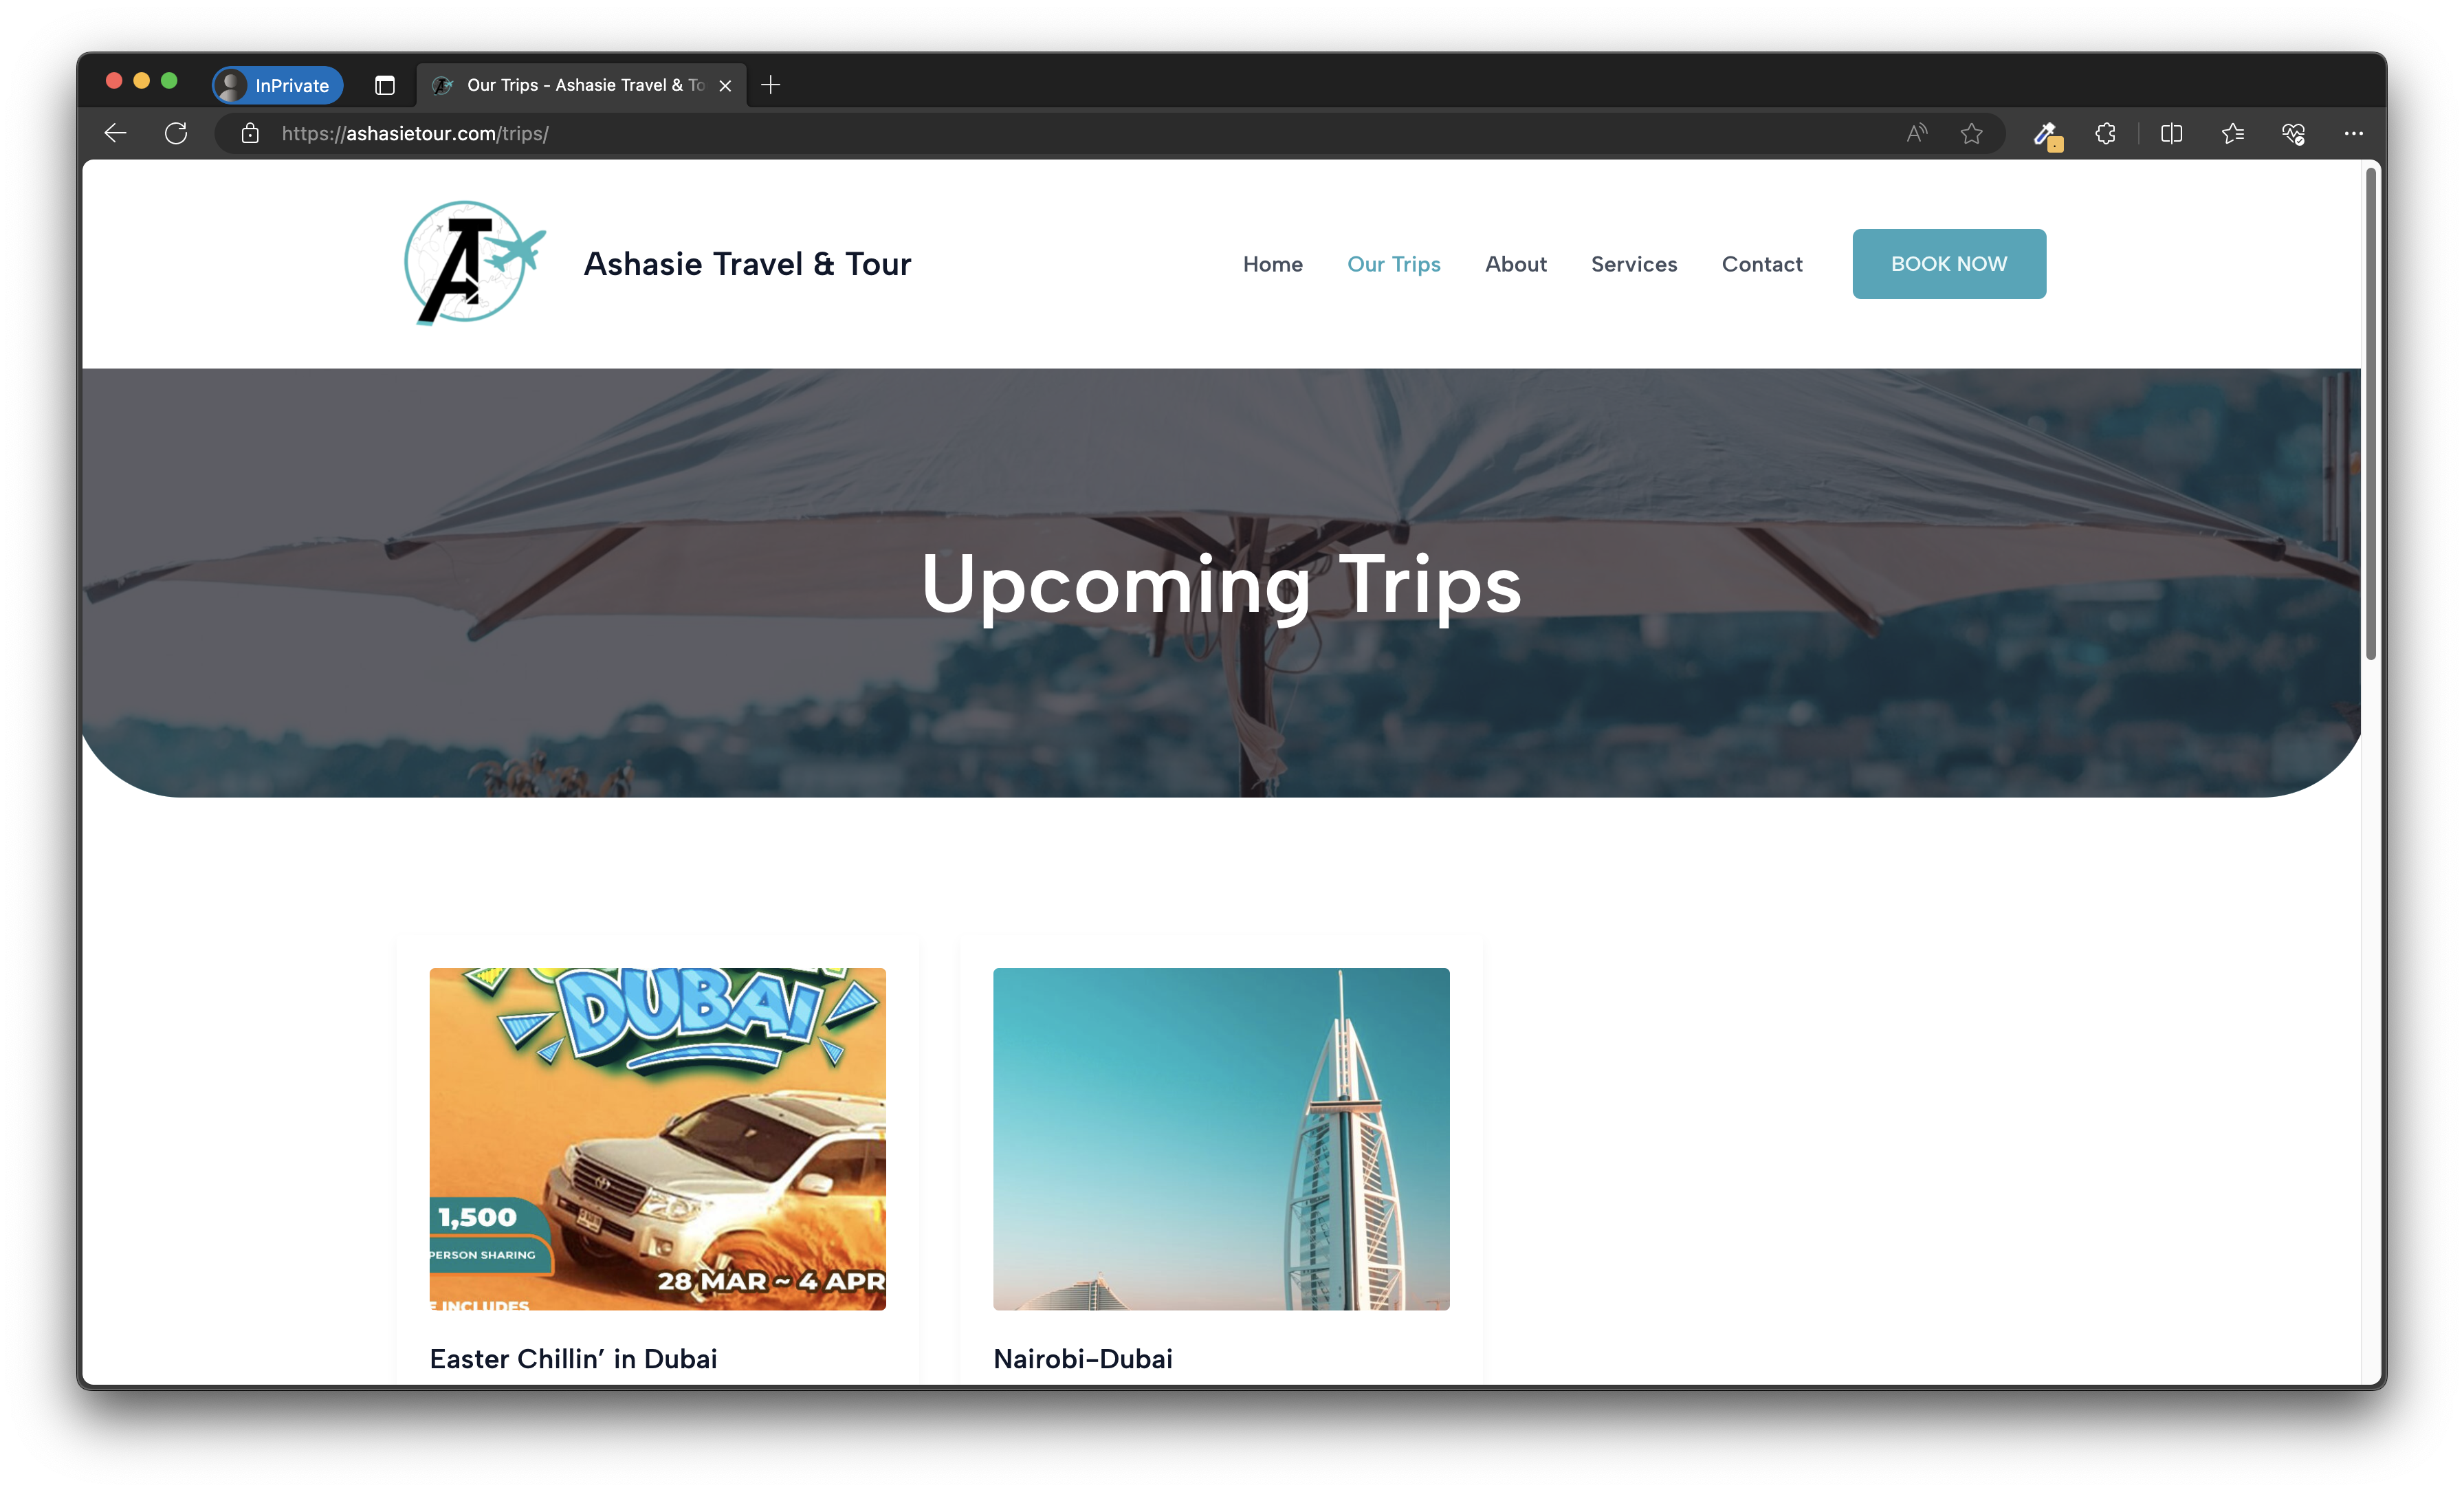 InPrivate
Our Trips - Ashasie Travel & To
https://ashasietour.com/trips/
Ashasie Travel & Tour
Home
Our Trips
About
Services
Contact
BOOK NOW
Upcoming Trips
DUBAI
1,500
PERSON SHARING
28 MAR ~ 4 APR
E INCLUDES
Easter Chillin’ in Dubai
Nairobi–Dubai